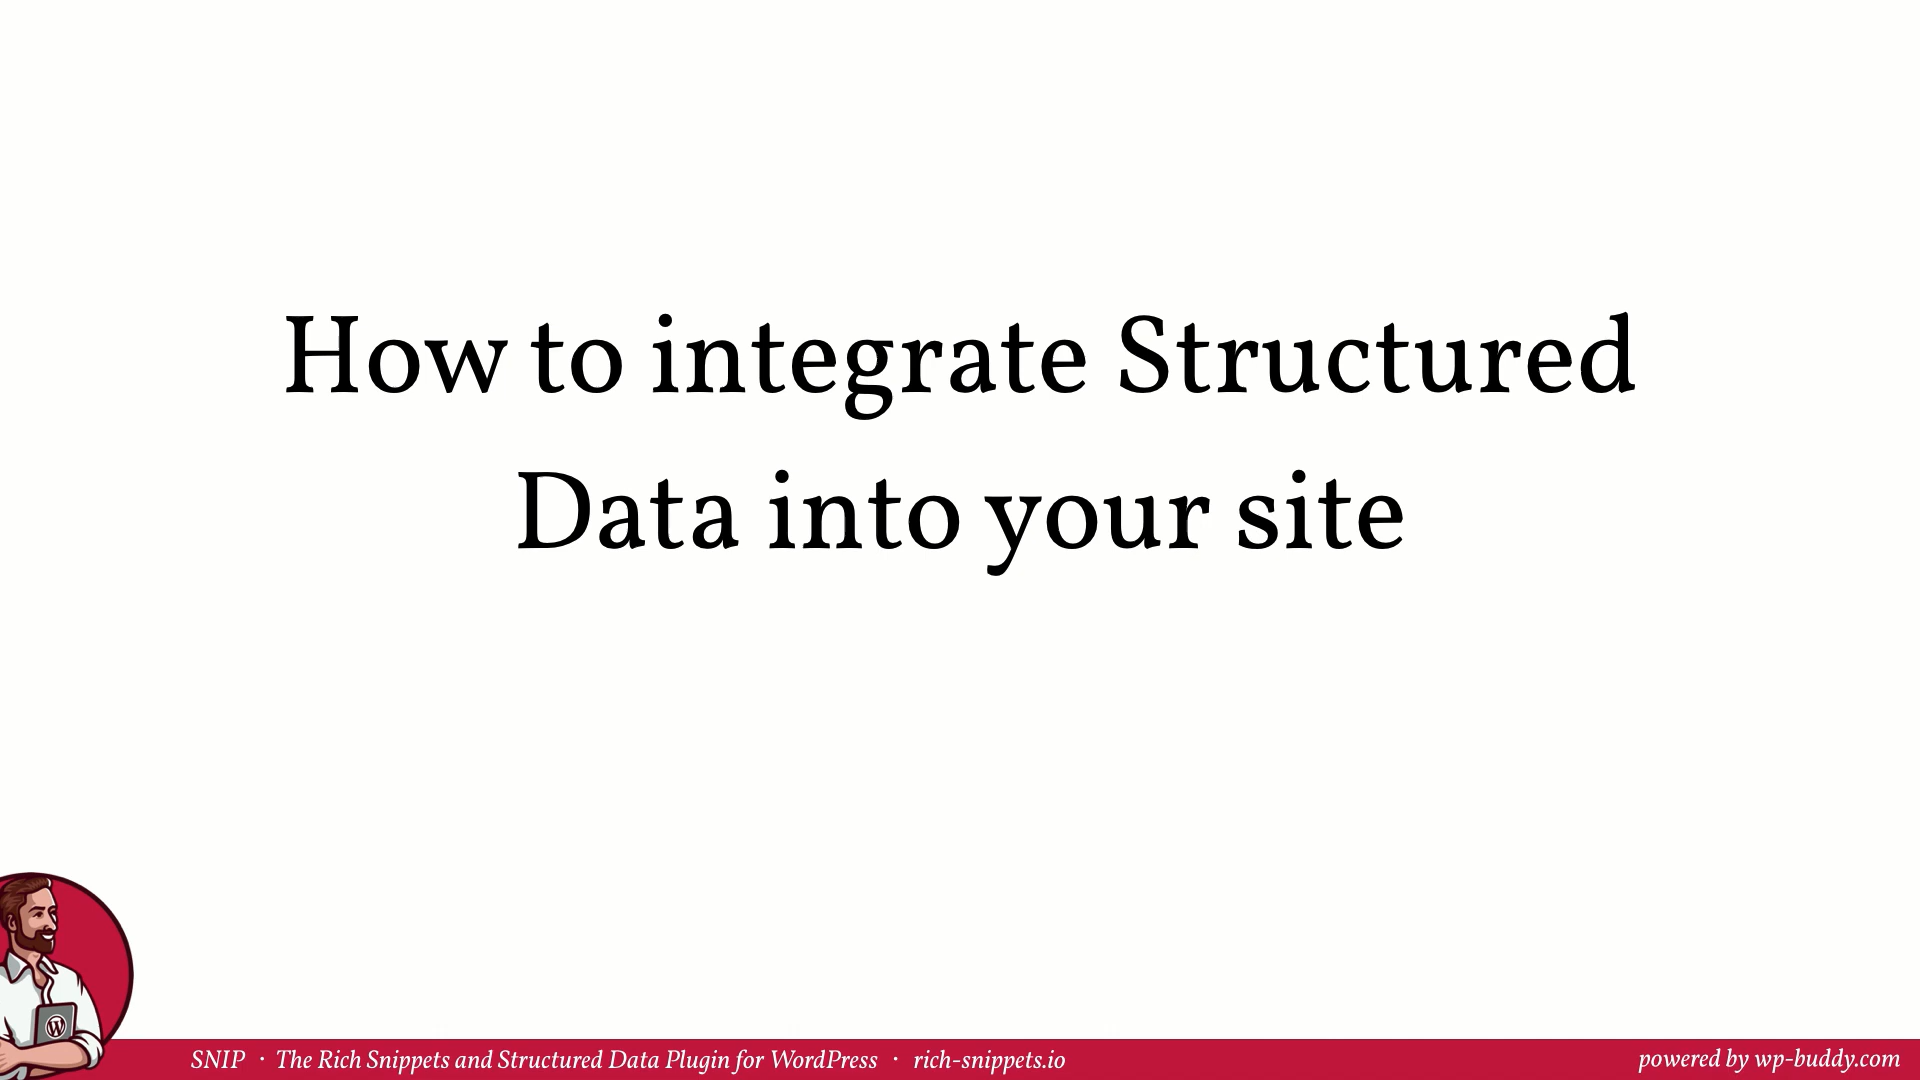 How to integrate Structured
Data into your site
SNIP · The Rich Snippets and Structured Data Plugin for WordPress · rich-snippets.io
powered by wp-buddy.com